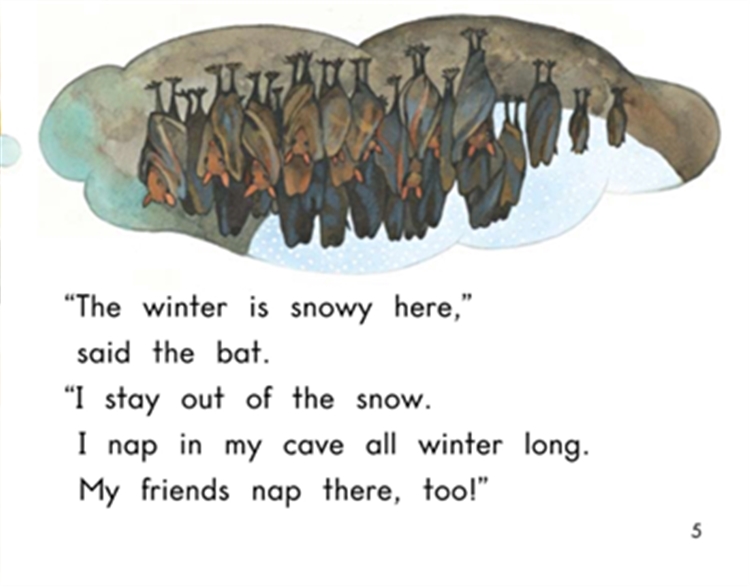 “The winter is snowy here,”
said the bat.
“I stay out of the snow.
I nap in my cave all winter long.
My friends nap there, too!”
5